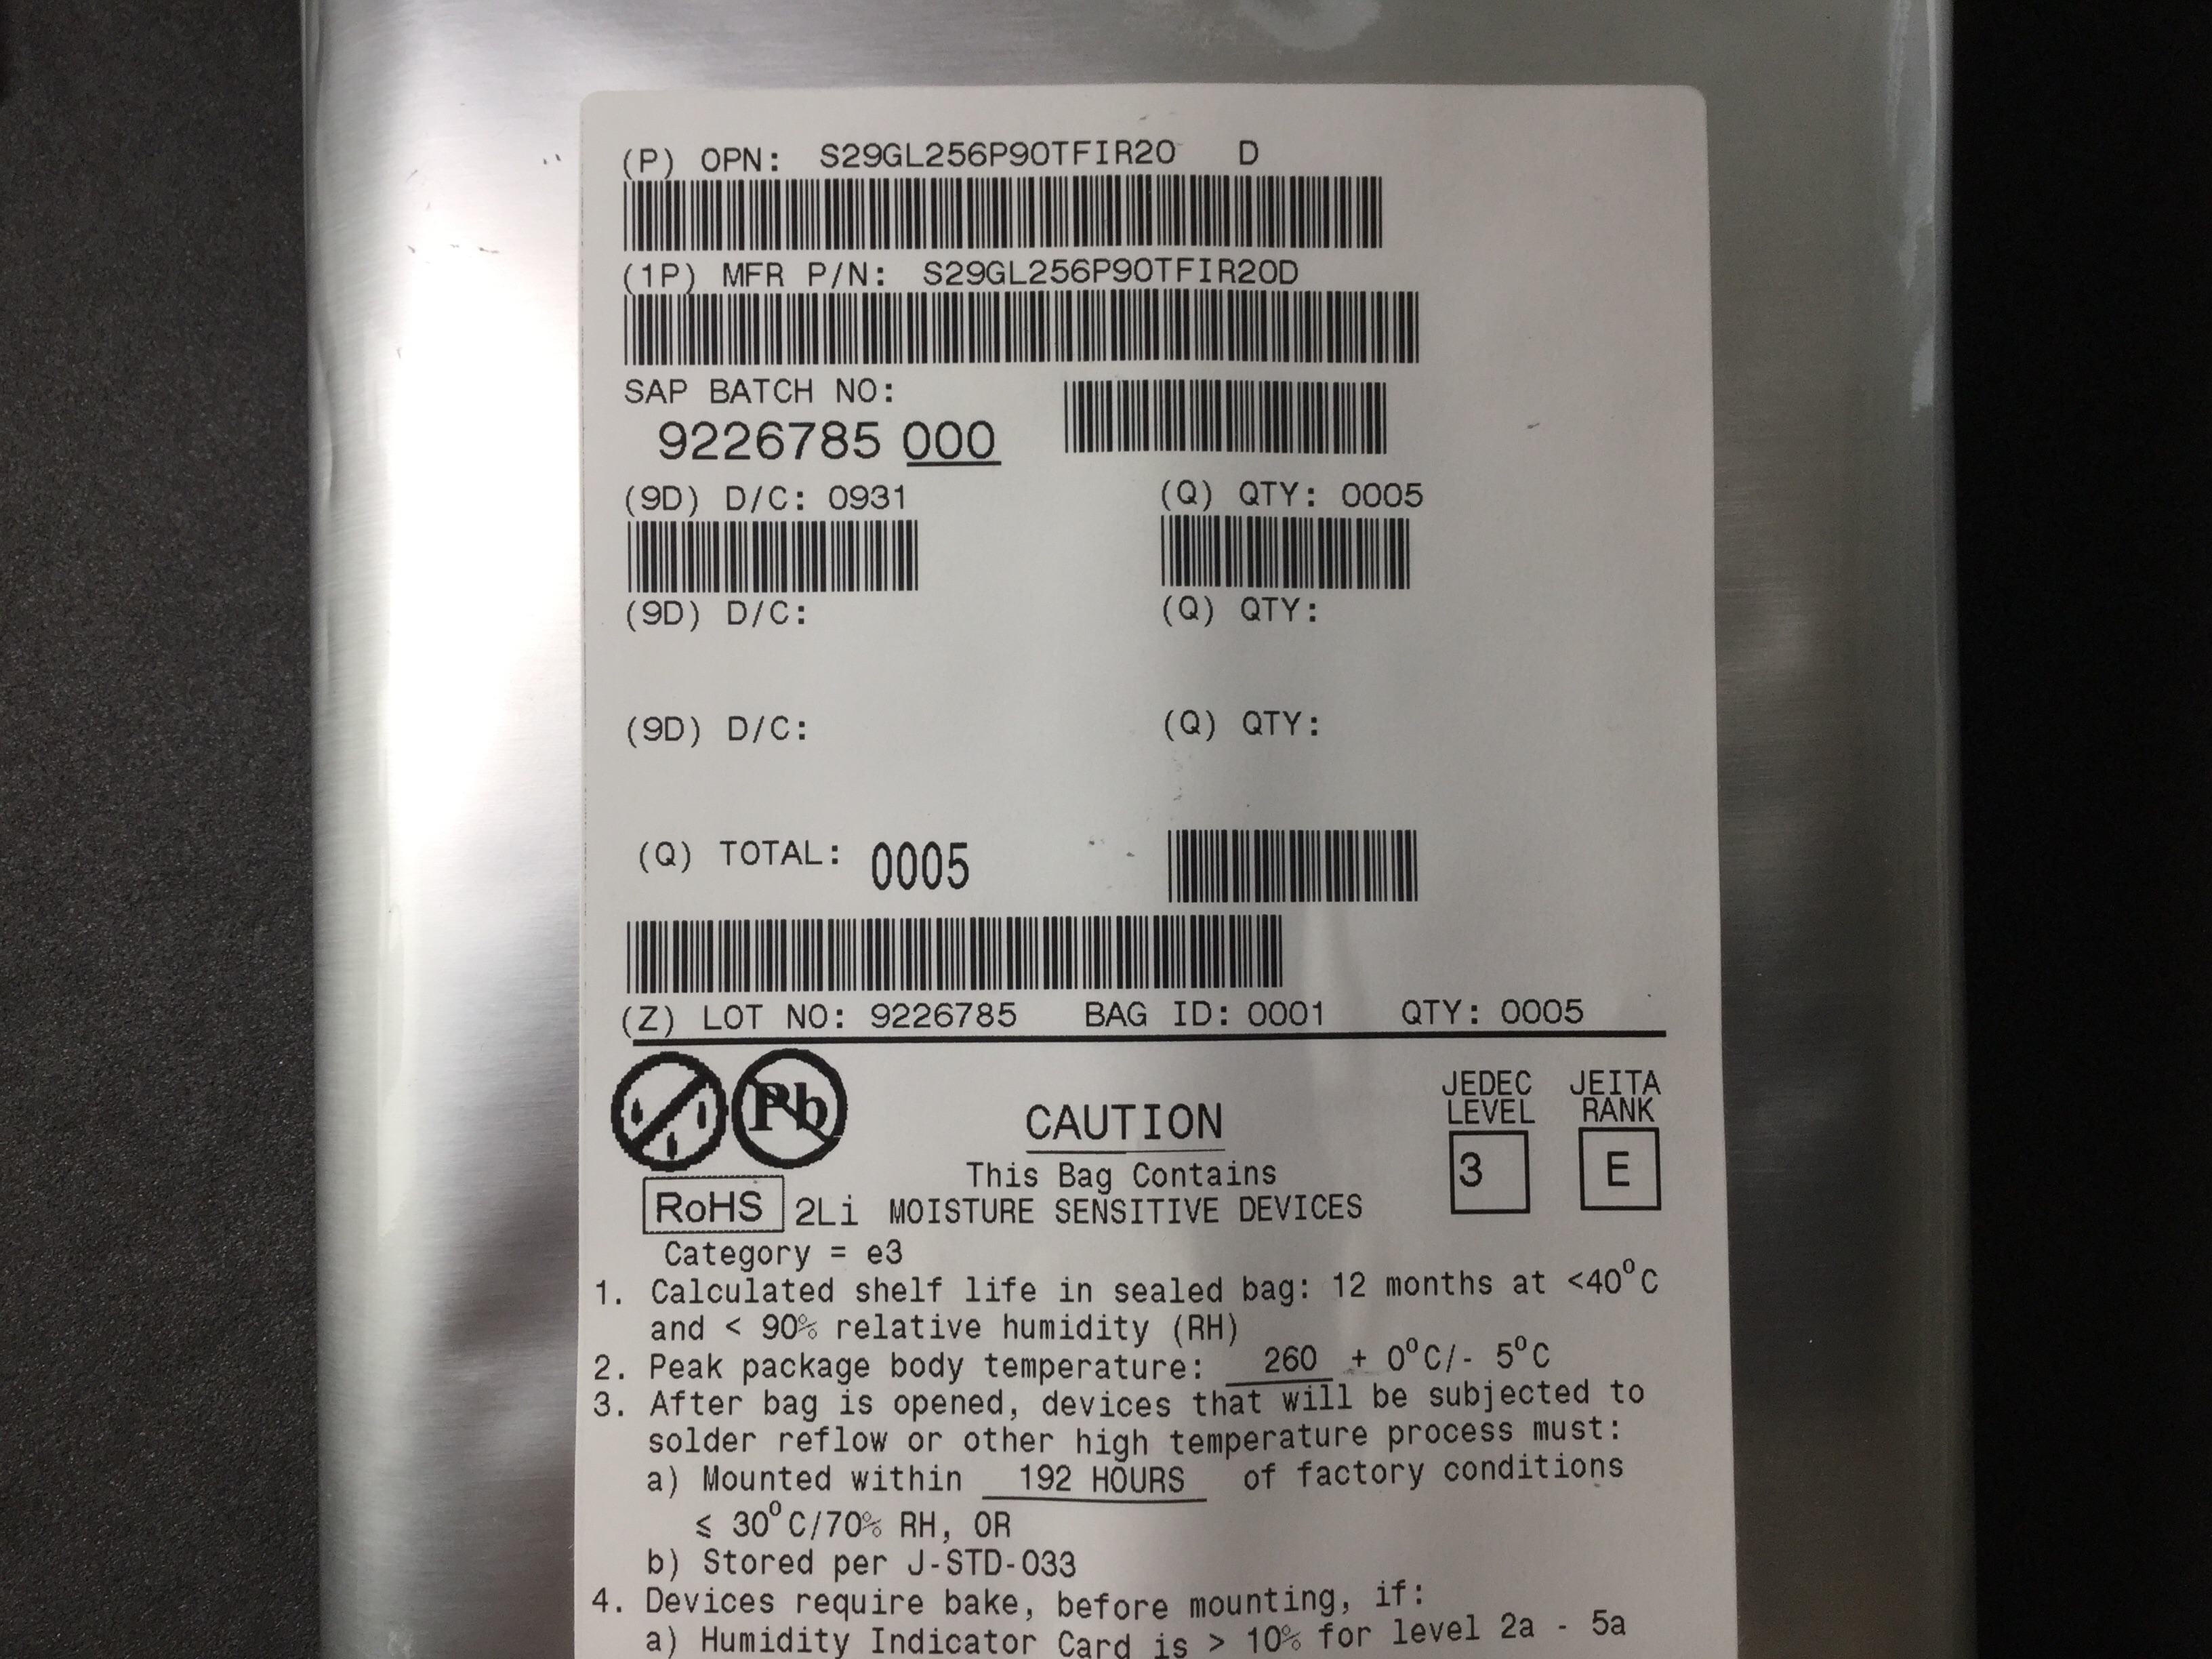 (P) OPN: S29GL256P90TFIR20 D
(1P) MFR P/N: S29GL256P90TFIR20D
SAP BATCH NO:
9226785 000
(9D) D/C: 0931 (Q) QTY: 0005
(9D) D/C: (Q) QTY:
(9D) D/C: (Q) QTY:
(Q) TOTAL: 0005
(Z) LOT NO: 9226785 BAG ID: 0001 QTY: 0005
Pb
JEDEC LEVEL 3
JEITA RANK E
CAUTION
This Bag Contains
RoHS 2Li MOISTURE SENSITIVE DEVICES
Category = e3
1. Calculated shelf life in sealed bag: 12 months at <40°C
and < 90% relative humidity (RH)
2. Peak package body temperature: 260 + 0°C/- 5°C
3. After bag is opened, devices that will be subjected to
solder reflow or other high temperature process must:
a) Mounted within 192 HOURS of factory conditions
≤ 30°C/70% RH, OR
b) Stored per J-STD-033
4. Devices require bake, before mounting, if:
a) Humidity Indicator Card is > 10% for level 2a - 5a